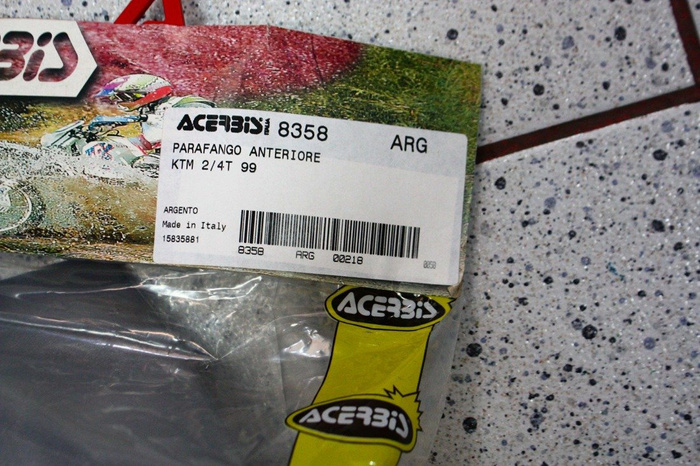 ACERBIS
ACERBIS 8358 ARG
PARAFANGO ANTERIORE
KTM 2/4T 99
ARGENTO
Made in Italy
15835881
8358 ARG 00218
ACERBIS
ACERBIS